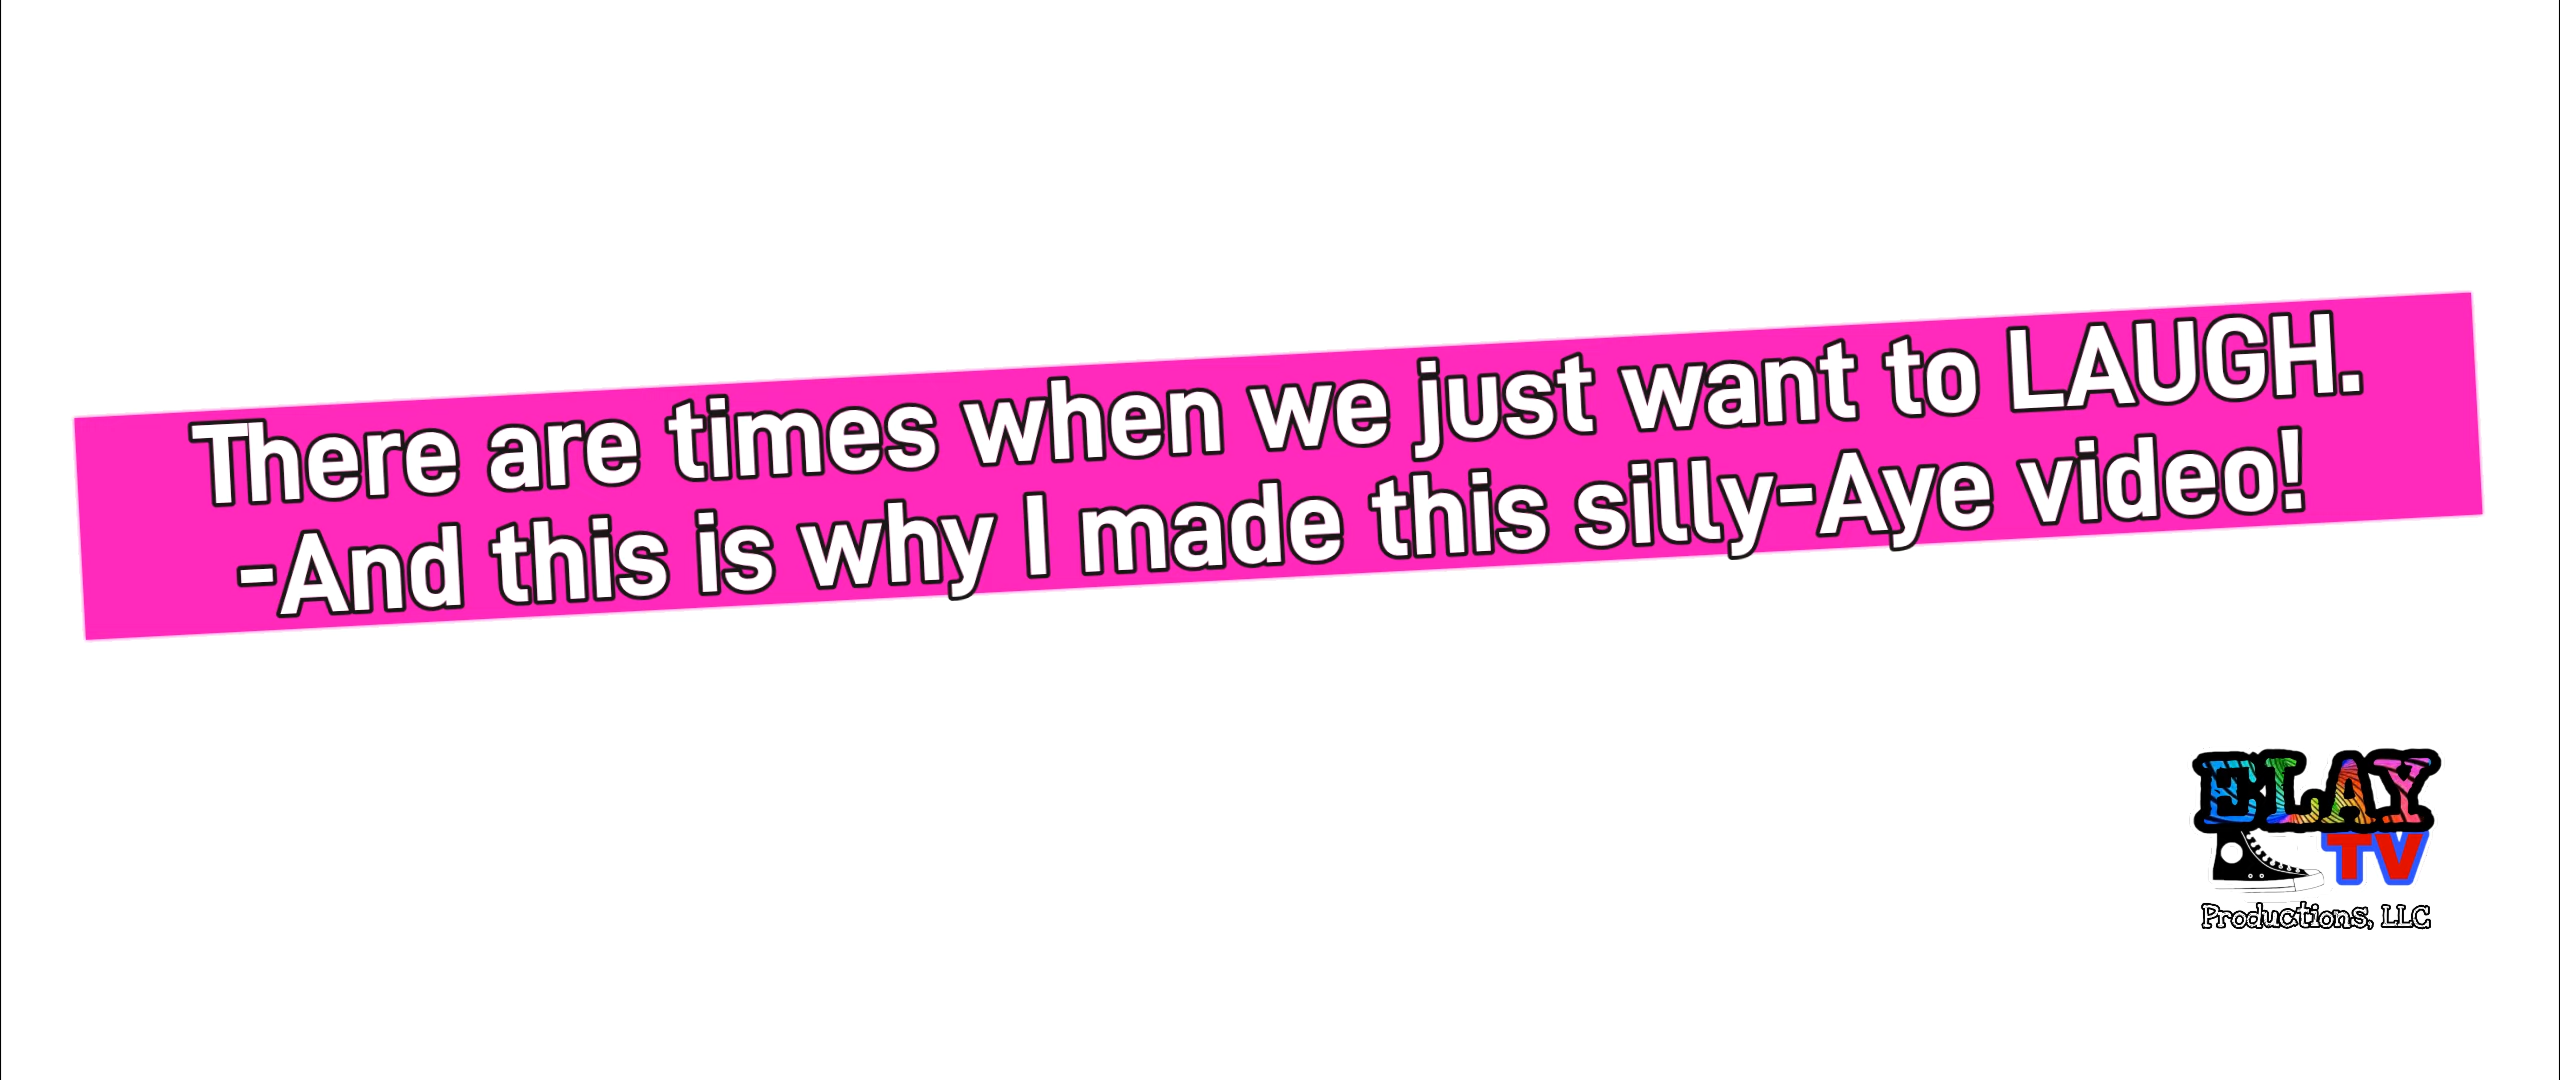 There are times when we just want to LAUGH.
-And this is why I made this silly-Aye video!
ELAY
TV
Productions, LLC